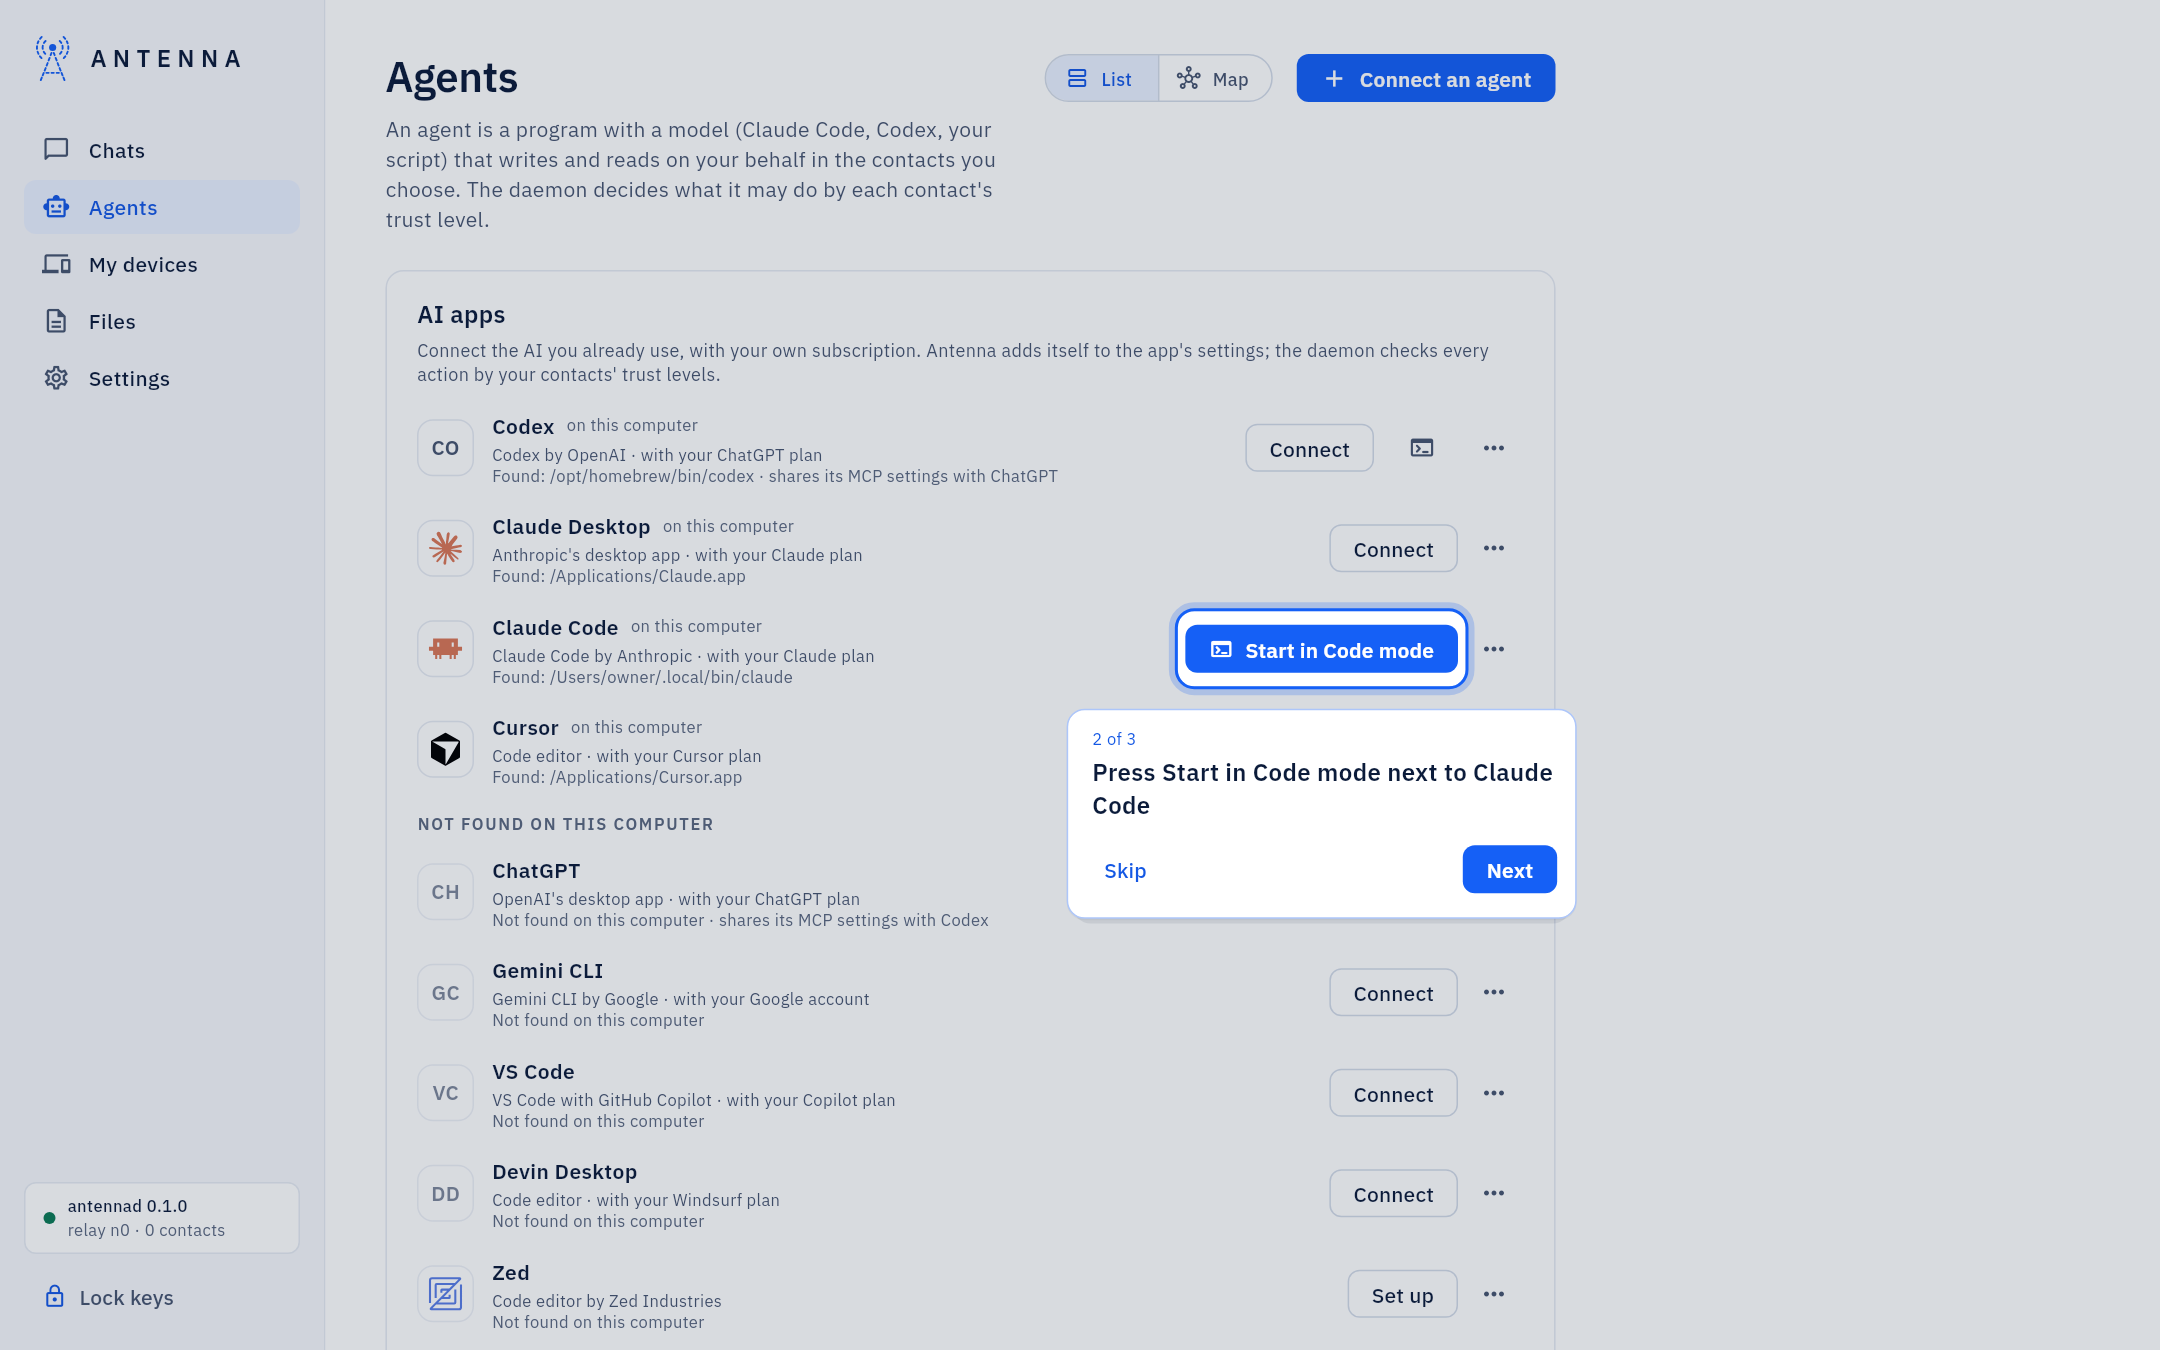 ANTENNA
Chats
Agents
My devices
Files
Settings
antennad 0.1.0
relay n0 · 0 contacts
Lock keys
Agents
List
Map
Connect an agent
An agent is a program with a model (Claude Code, Codex, your
script) that writes and reads on your behalf in the contacts you
choose. The daemon decides what it may do by each contact's
trust level.
AI apps
Connect the AI you already use, with your own subscription. Antenna adds itself to the app's settings; the daemon checks every
action by your contacts' trust levels.
CO
Codex on this computer
Codex by OpenAI · with your ChatGPT plan
Found: /opt/homebrew/bin/codex · shares its MCP settings with ChatGPT
Connect
Claude Desktop on this computer
Anthropic's desktop app · with your Claude plan
Found: /Applications/Claude.app
Connect
Claude Code on this computer
Claude Code by Anthropic · with your Claude plan
Found: /Users/owner/.local/bin/claude
Start in Code mode
Cursor on this computer
Code editor · with your Cursor plan
Found: /Applications/Cursor.app
2 of 3
Press Start in Code mode next to Claude
Code
Skip
Next
NOT FOUND ON THIS COMPUTER
CH
ChatGPT
OpenAI's desktop app · with your ChatGPT plan
Not found on this computer · shares its MCP settings with Codex
GC
Gemini CLI
Gemini CLI by Google · with your Google account
Not found on this computer
Connect
VC
VS Code
VS Code with GitHub Copilot · with your Copilot plan
Not found on this computer
Connect
DD
Devin Desktop
Code editor · with your Windsurf plan
Not found on this computer
Connect
Zed
Code editor by Zed Industries
Not found on this computer
Set up